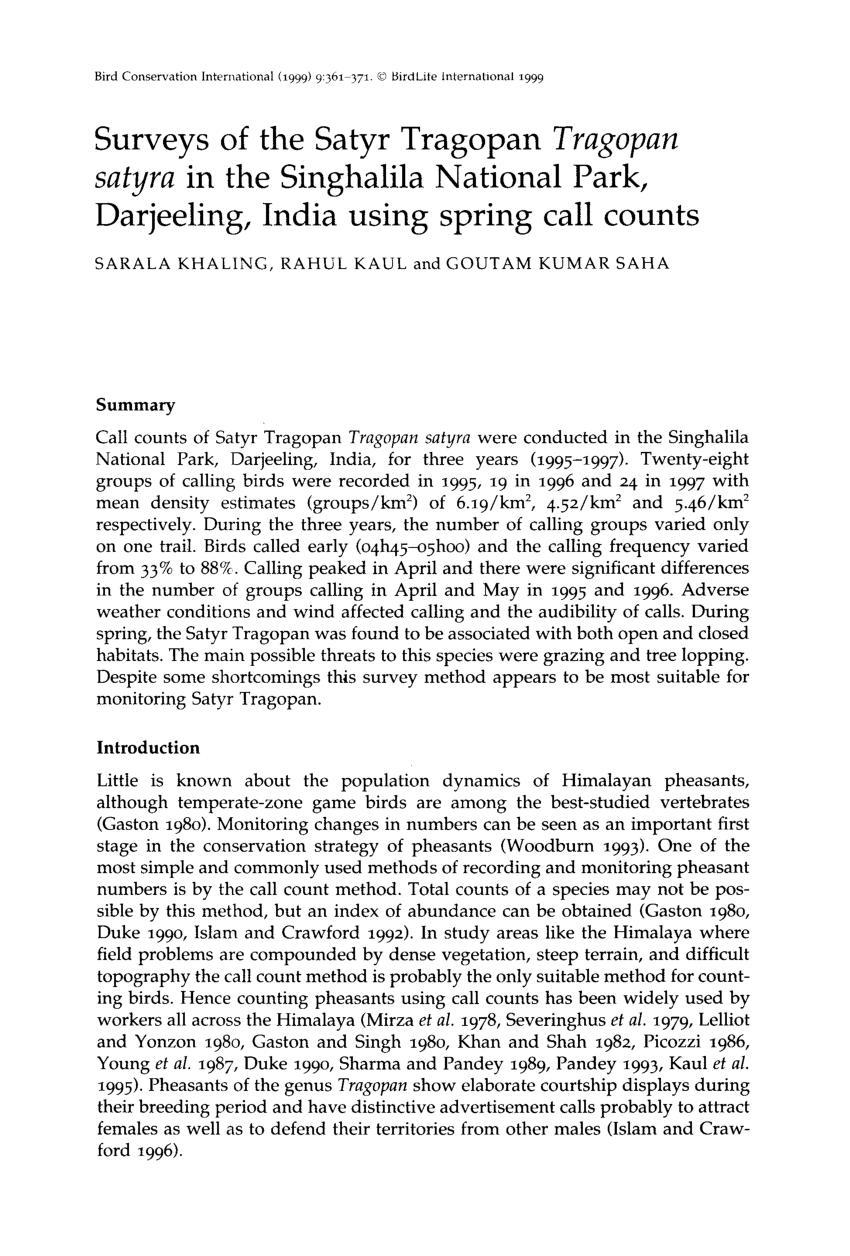 Bird Conservation International (1999) 9:361–371. © BirdLife International 1999
Surveys of the Satyr Tragopan Tragopan
satyra in the Singhalila National Park,
Darjeeling, India using spring call counts
SARALA KHALING, RAHUL KAUL and GOUTAM KUMAR SAHA
Summary
Call counts of Satyr Tragopan Tragopan satyra were conducted in the Singhalila
National Park, Darjeeling, India, for three years (1995–1997). Twenty-eight
groups of calling birds were recorded in 1995, 19 in 1996 and 24 in 1997 with
mean density estimates (groups/km²) of 6.19/km², 4.52/km² and 5.46/km²
respectively. During the three years, the number of calling groups varied only
on one trail. Birds called early (04h45–05h00) and the calling frequency varied
from 33% to 88%. Calling peaked in April and there were significant differences
in the number of groups calling in April and May in 1995 and 1996. Adverse
weather conditions and wind affected calling and the audibility of calls. During
spring, the Satyr Tragopan was found to be associated with both open and closed
habitats. The main possible threats to this species were grazing and tree lopping.
Despite some shortcomings this survey method appears to be most suitable for
monitoring Satyr Tragopan.
Introduction
Little is known about the population dynamics of Himalayan pheasants,
although temperate-zone game birds are among the best-studied vertebrates
(Gaston 1980). Monitoring changes in numbers can be seen as an important first
stage in the conservation strategy of pheasants (Woodburn 1993). One of the
most simple and commonly used methods of recording and monitoring pheasant
numbers is by the call count method. Total counts of a species may not be pos-
sible by this method, but an index of abundance can be obtained (Gaston 1980,
Duke 1990, Islam and Crawford 1992). In study areas like the Himalaya where
field problems are compounded by dense vegetation, steep terrain, and difficult
topography the call count method is probably the only suitable method for count-
ing birds. Hence counting pheasants using call counts has been widely used by
workers all across the Himalaya (Mirza et al. 1978, Severinghus et al. 1979, Lelliot
and Yonzon 1980, Gaston and Singh 1980, Khan and Shah 1982, Picozzi 1986,
Young et al. 1987, Duke 1990, Sharma and Pandey 1989, Pandey 1993, Kaul et al.
1995). Pheasants of the genus Tragopan show elaborate courtship displays during
their breeding period and have distinctive advertisement calls probably to attract
females as well as to defend their territories from other males (Islam and Craw-
ford 1996).